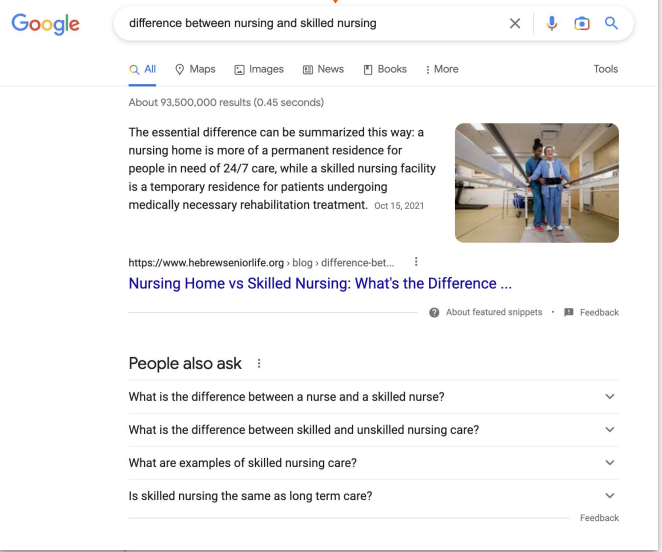 Google
difference between nursing and skilled nursing
All
Maps
Images
News
Books
More
Tools
About 93,500,000 results (0.45 seconds)
The essential difference can be summarized this way: a
nursing home is more of a permanent residence for
people in need of 24/7 care, while a skilled nursing facility
is a temporary residence for patients undergoing
medically necessary rehabilitation treatment. Oct 15, 2021
https://www.hebrewseniorlife.org › blog › difference-bet...
Nursing Home vs Skilled Nursing: What's the Difference ...
About featured snippets • Feedback
People also ask
What is the difference between a nurse and a skilled nurse?
What is the difference between skilled and unskilled nursing care?
What are examples of skilled nursing care?
Is skilled nursing the same as long term care?
Feedback